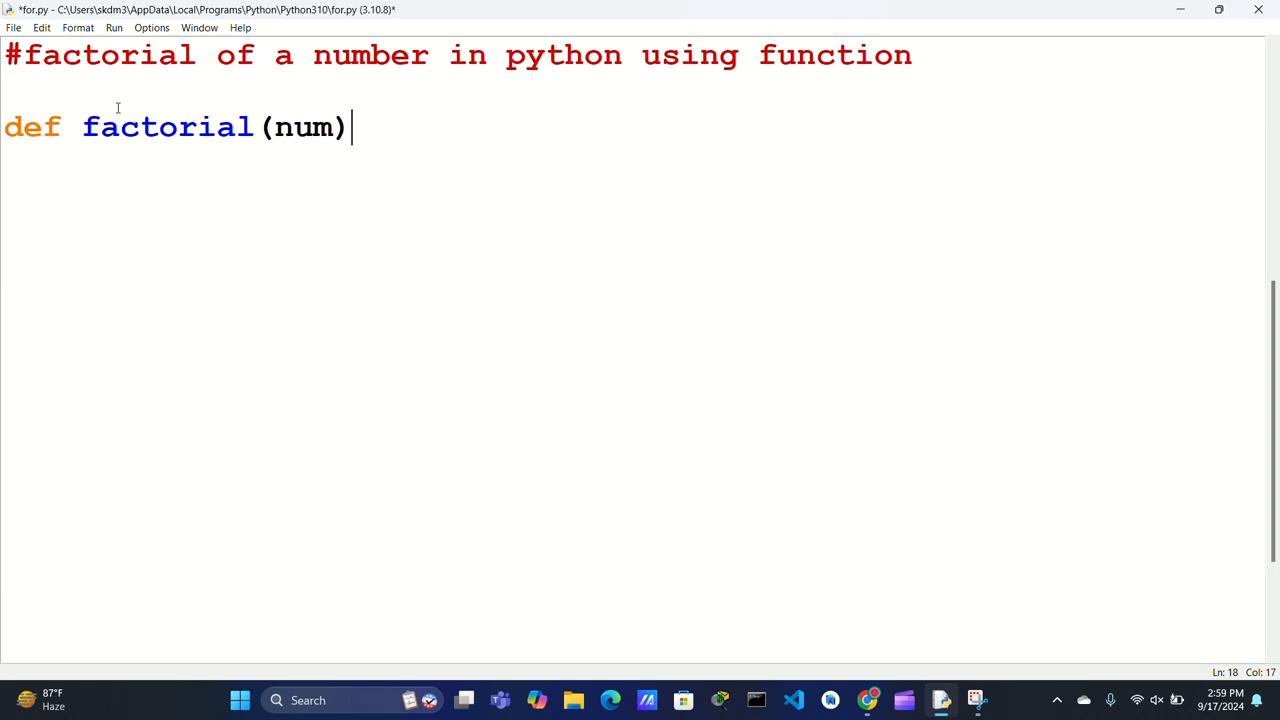 *for.py - C:\Users\skdm3\AppData\Local\Programs\Python\Python310\for.py (3.10.8)*
File Edit Format Run Options Window Help
#factorial of a number in python using function
def factorial(num)
Ln: 18 Col: 17
87°F
Haze
Search
2:59 PM
9/17/2024